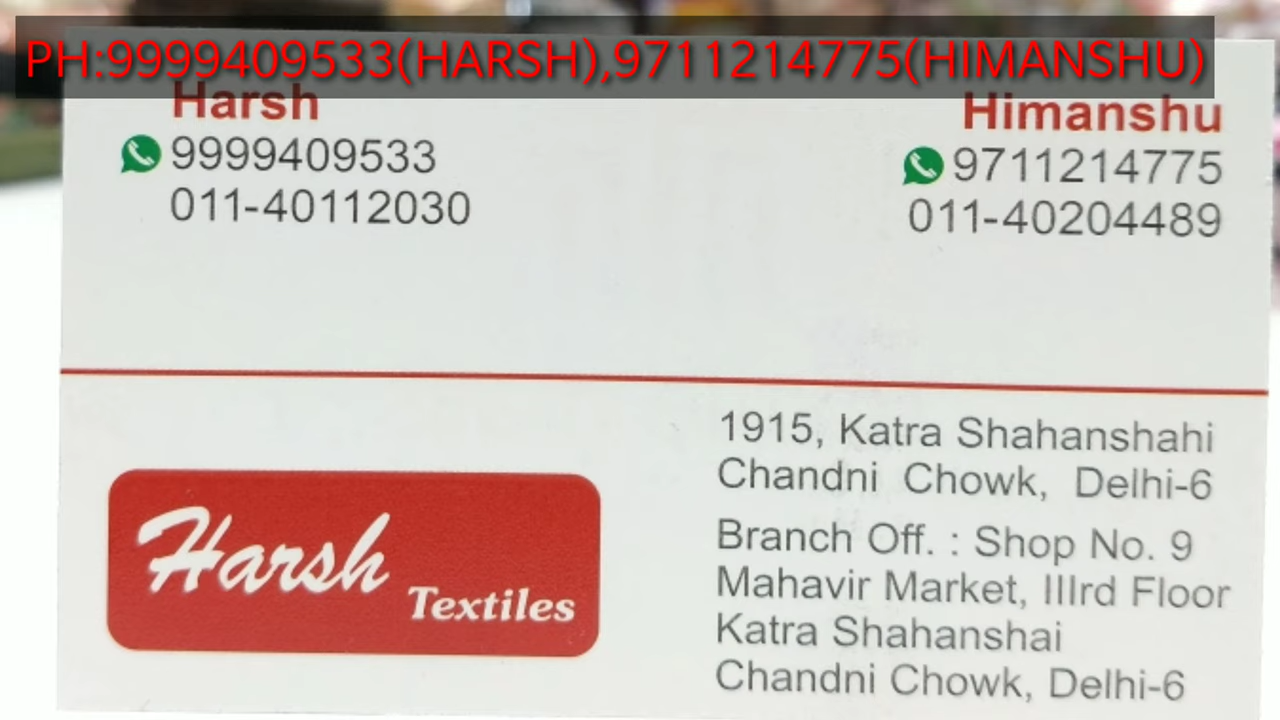 PH:9999409533(HARSH),9711214775(HIMANSHU)
Harsh
9999409533
011-40112030
Himanshu
9711214775
011-40204489
Harsh
Textiles
1915, Katra Shahanshahi
Chandni Chowk, Delhi-6
Branch Off. : Shop No. 9
Mahavir Market, IIIrd Floor
Katra Shahanshai
Chandni Chowk, Delhi-6